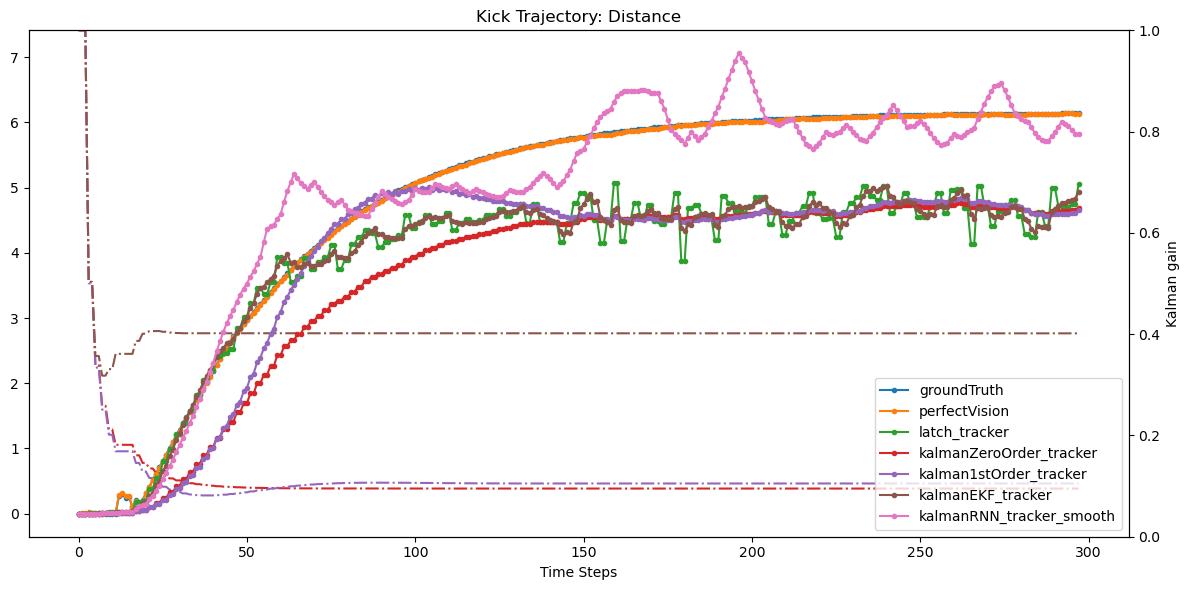 Kick Trajectory: Distance
7
6
5
4
3
2
1
0
1.0
0.8
0.6
0.4
0.2
0.0
Kalman gain
groundTruth
perfectVision
latch_tracker
kalmanZeroOrder_tracker
kalman1stOrder_tracker
kalmanEKF_tracker
kalmanRNN_tracker_smooth
0 50 100 150 200 250 300
Time Steps